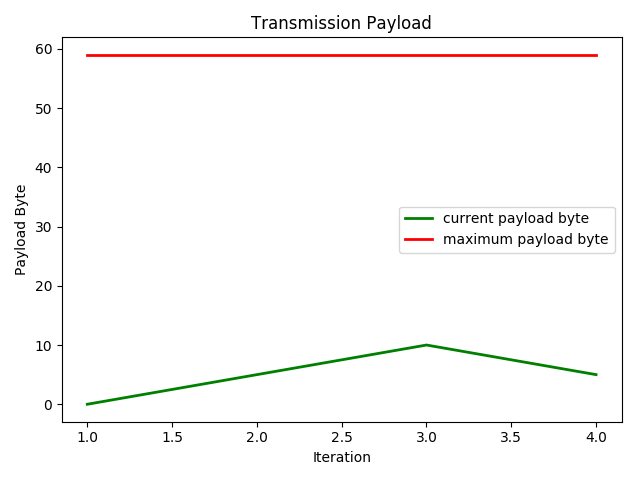 Transmission Payload
60
50
40
30
20
10
0
Payload Byte
current payload byte
maximum payload byte
1.0 1.5 2.0 2.5 3.0 3.5 4.0
Iteration